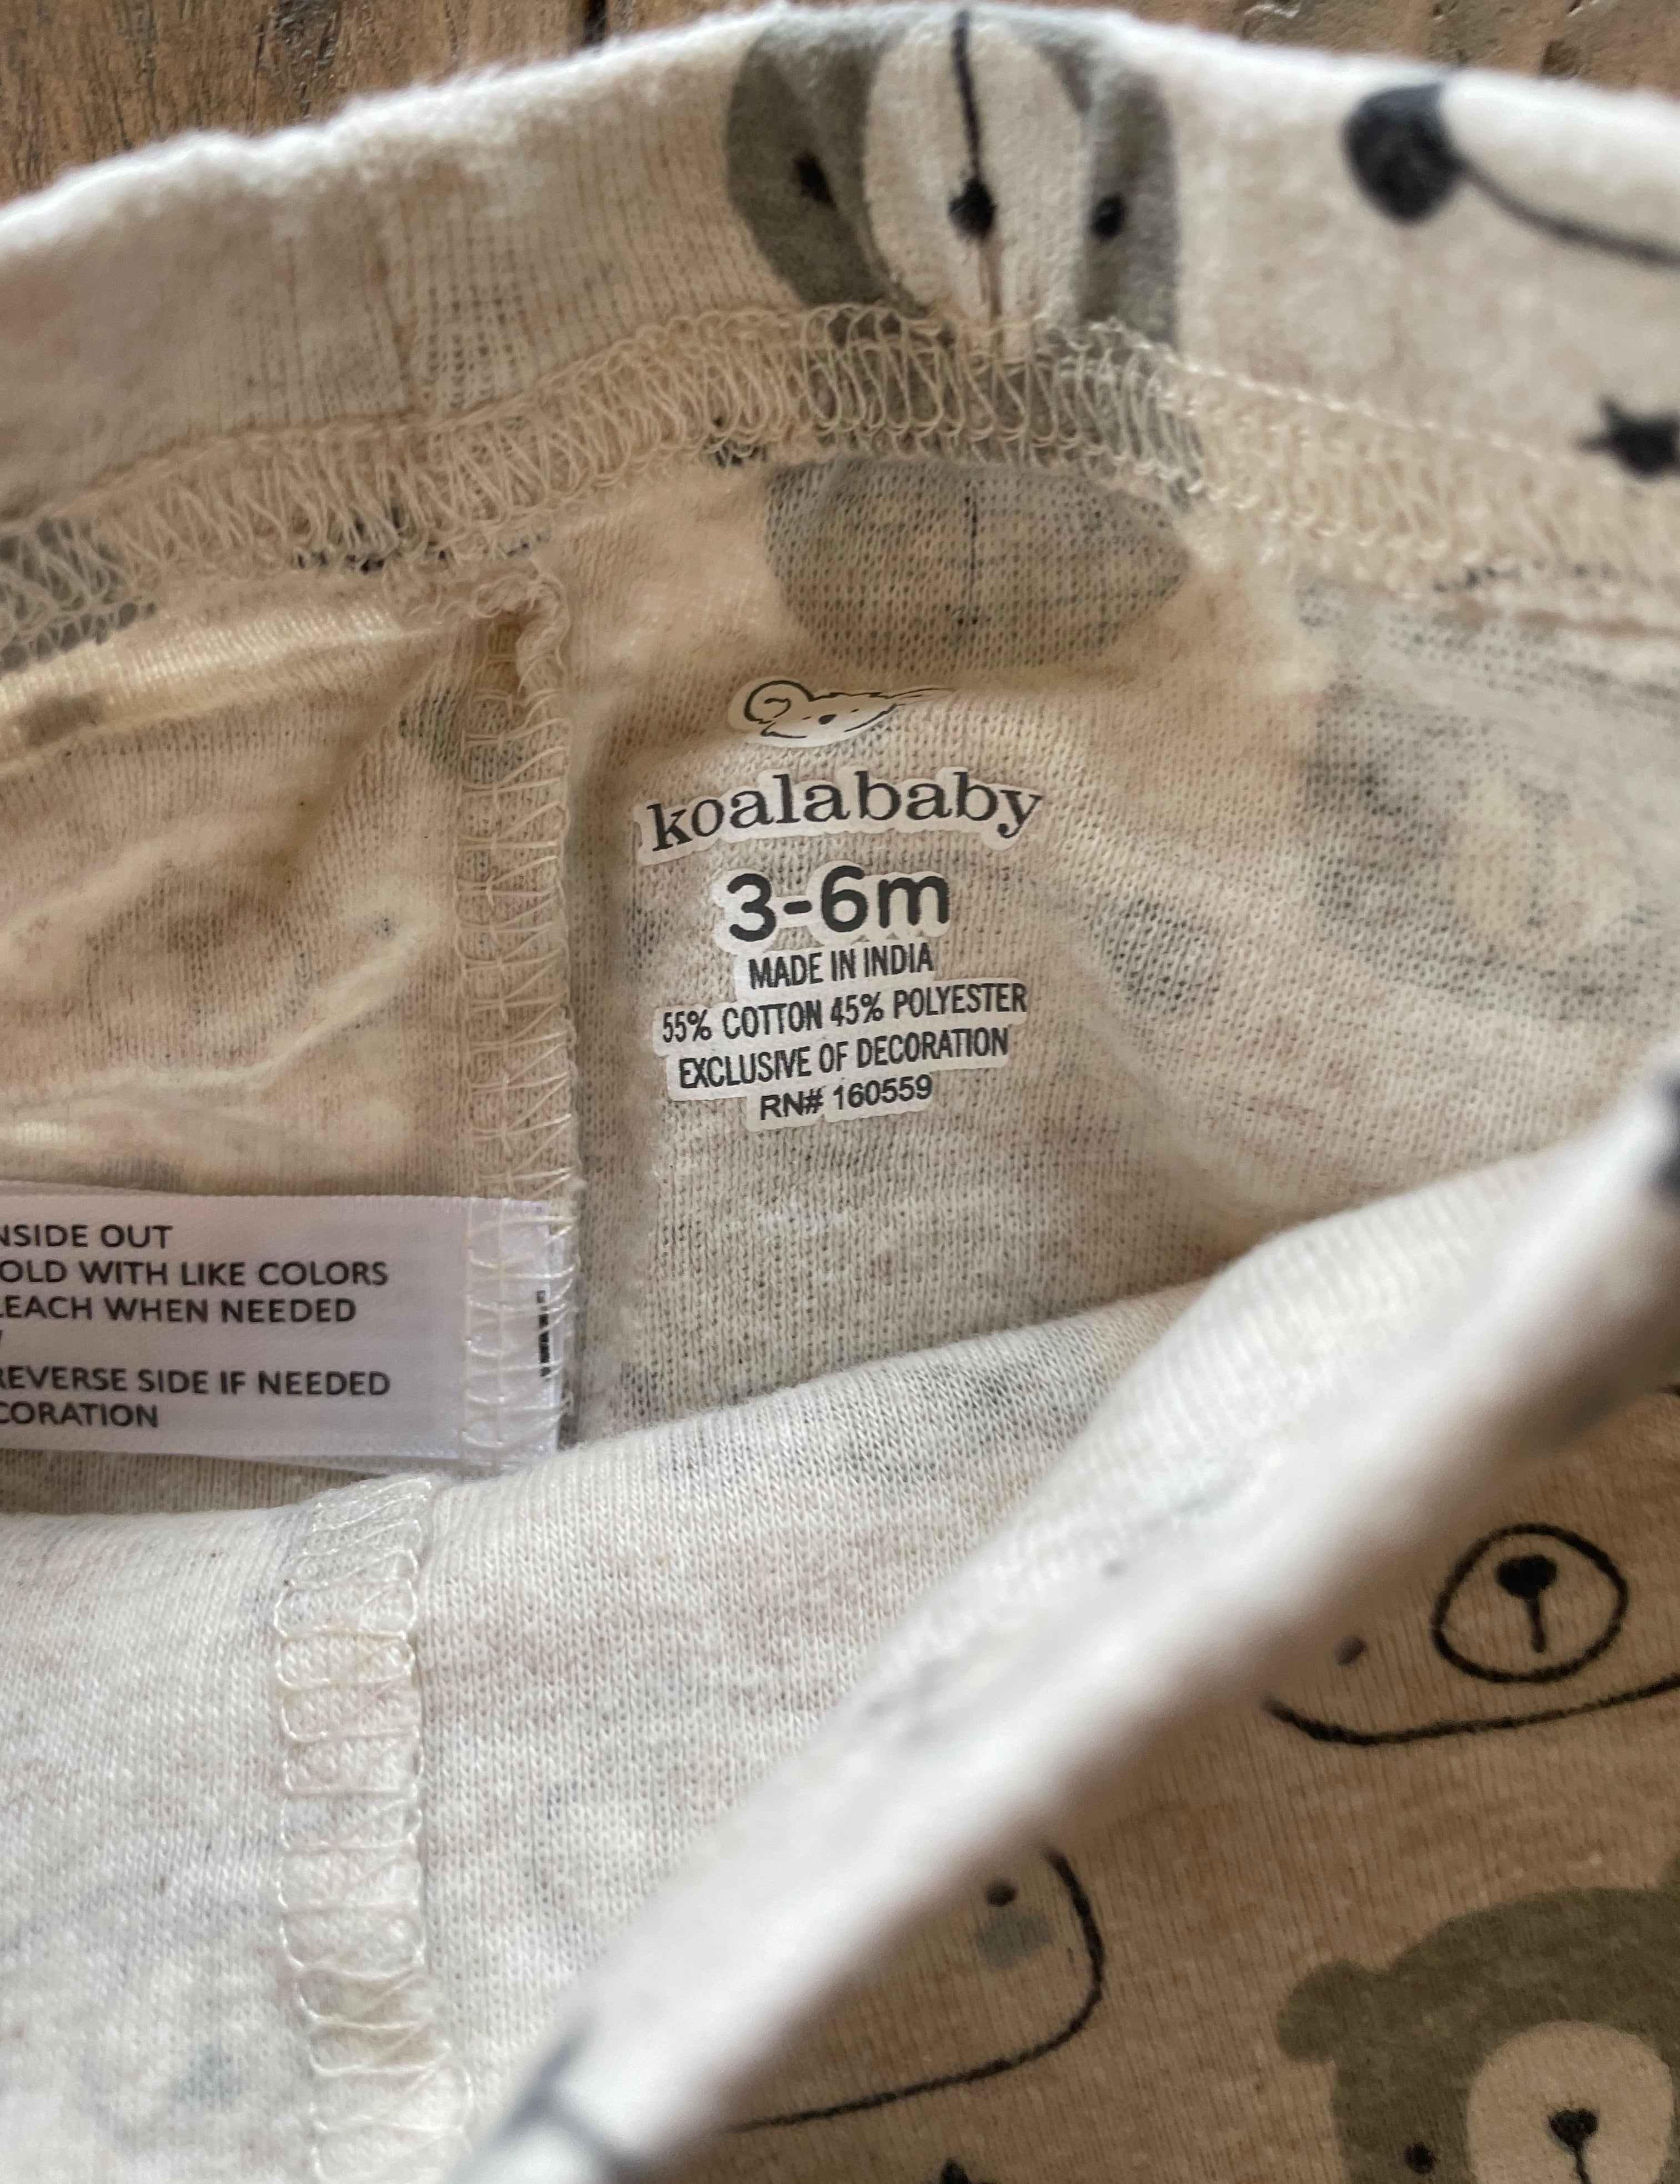 koalababy
3-6m
MADE IN INDIA
55% COTTON 45% POLYESTER
EXCLUSIVE OF DECORATION
RN# 160559
NSIDE OUT
OLD WITH LIKE COLORS
LEACH WHEN NEEDED
REVERSE SIDE IF NEEDED
CORATION